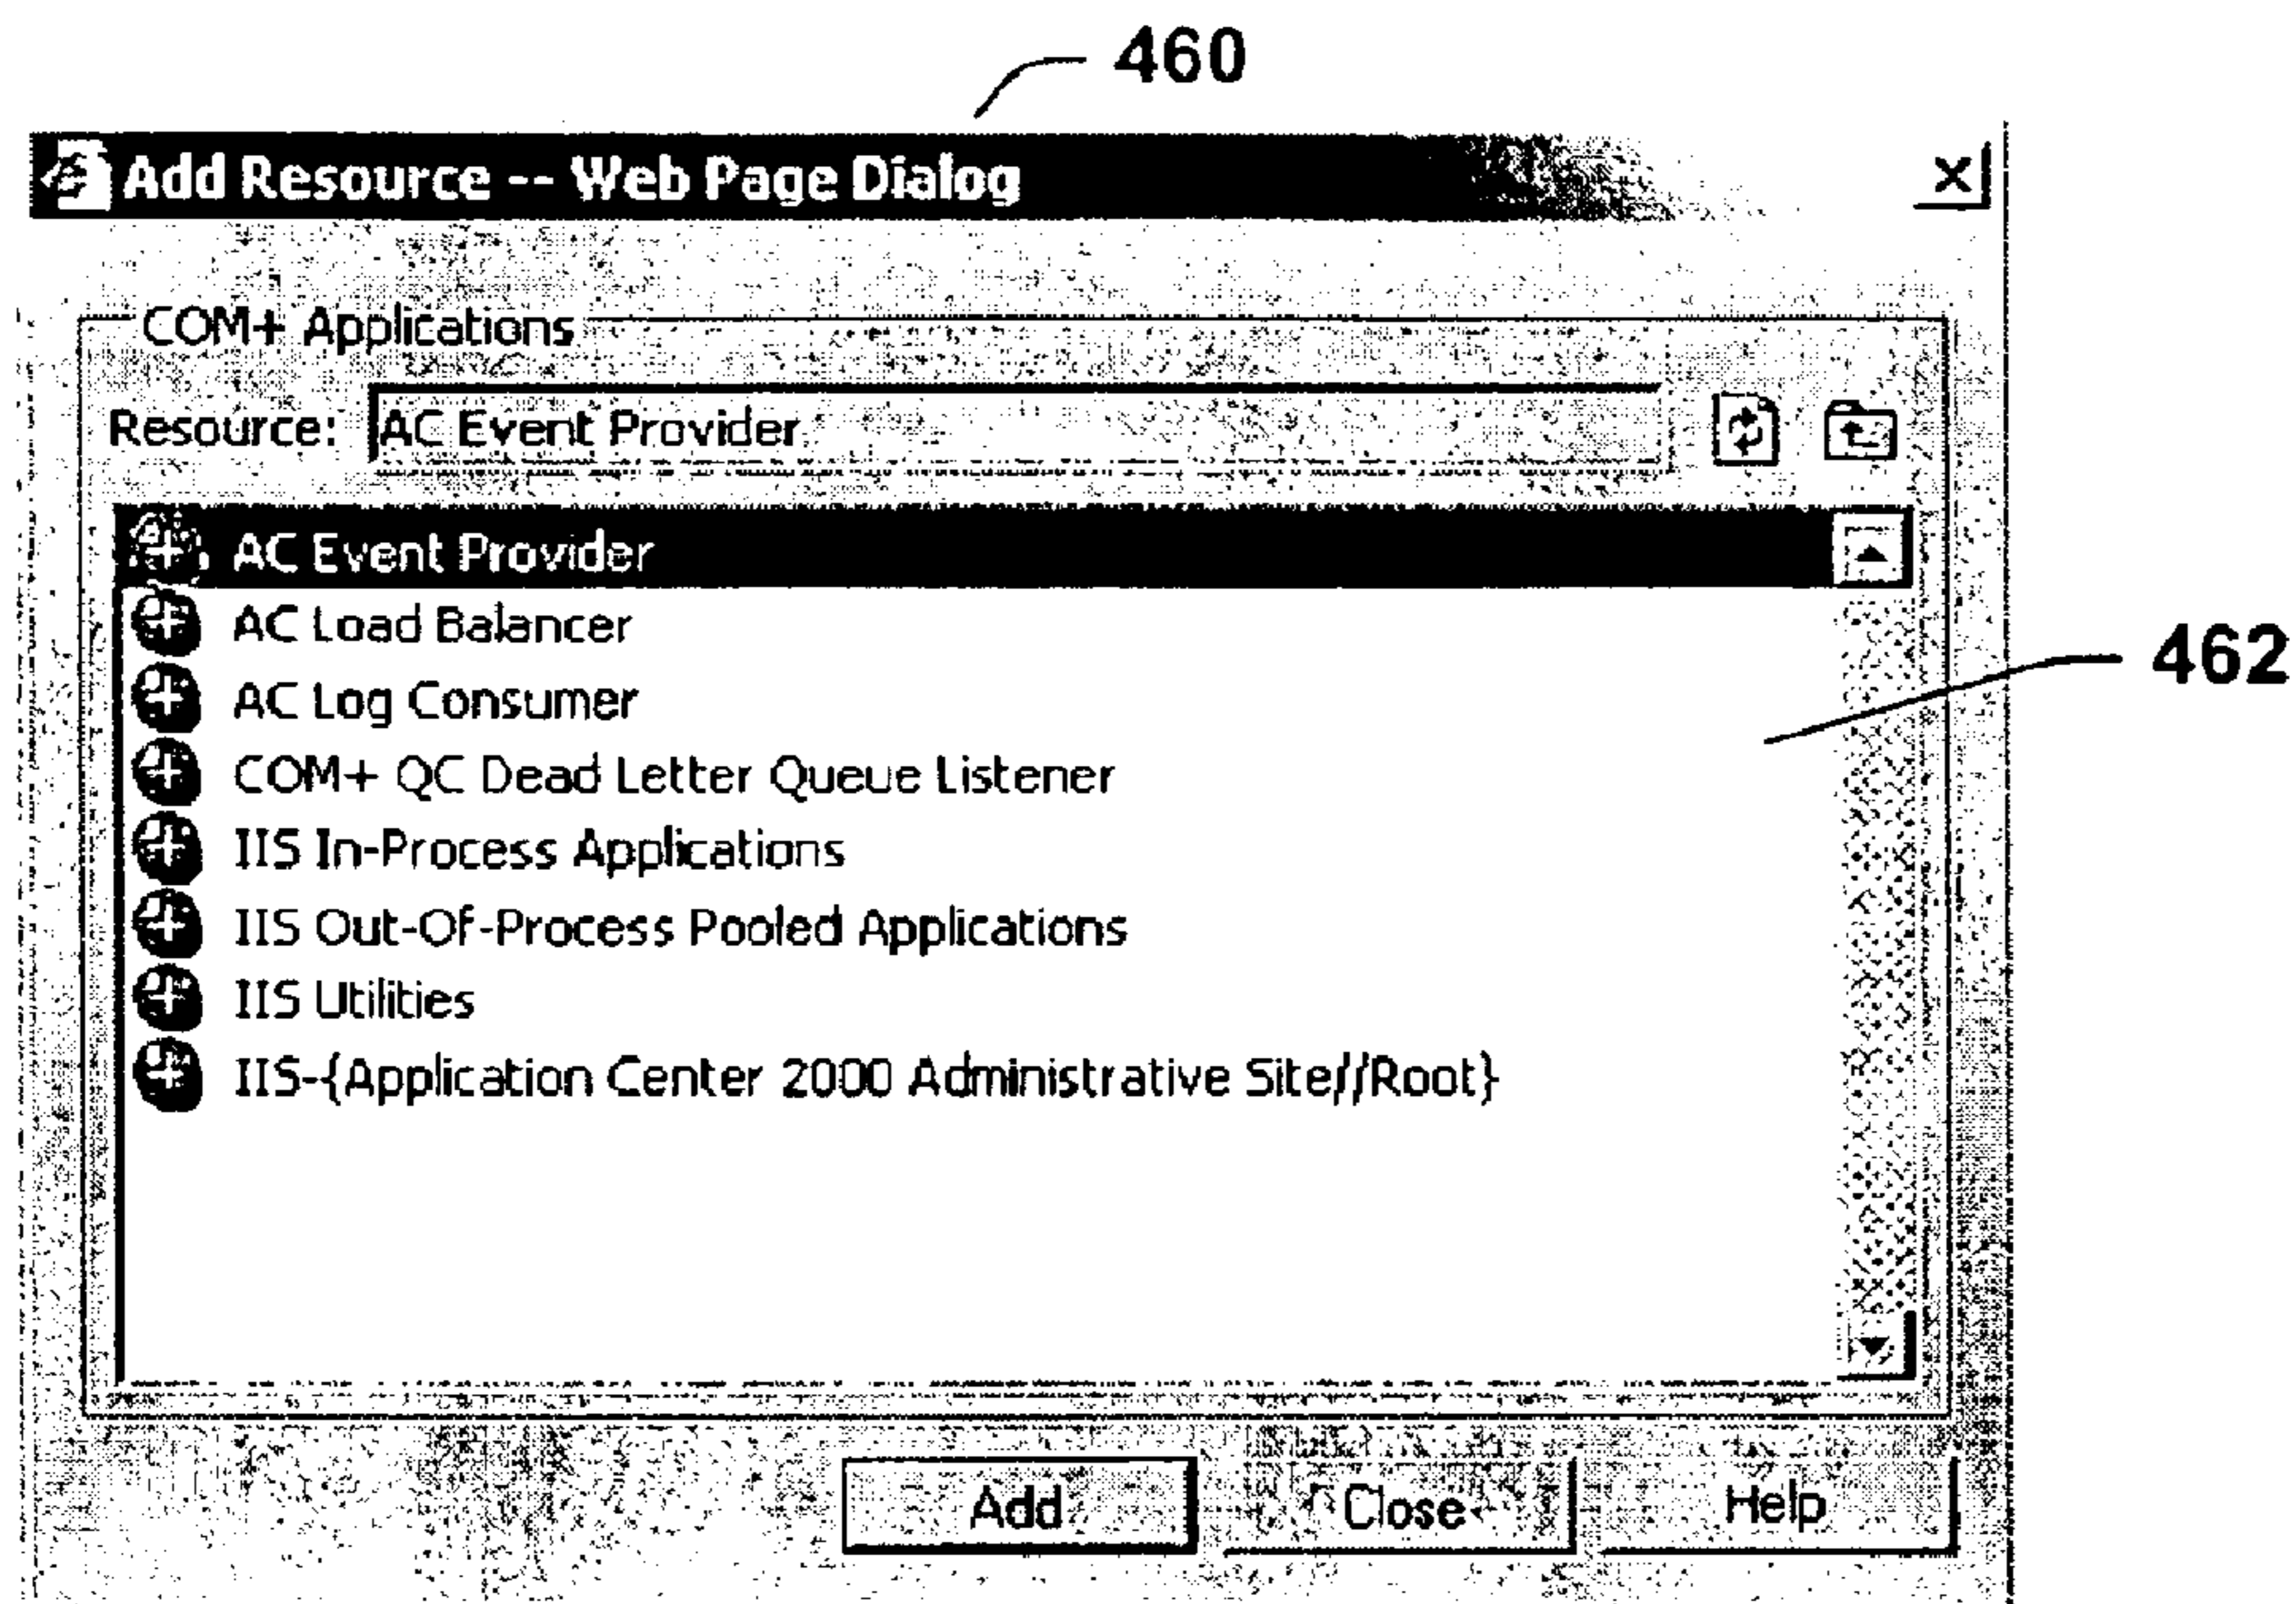 460
Add Resource -- Web Page Dialog
COM+ Applications
Resource: AC Event Provider
AC Event Provider
AC Load Balancer
462
AC Log Consumer
COM+ QC Dead Letter Queue Listener
IIS In-Process Applications
IIS Out-Of-Process Pooled Applications
IIS Utilities
IIS-{Application Center 2000 Administrative Site//Root}
Add Close Help